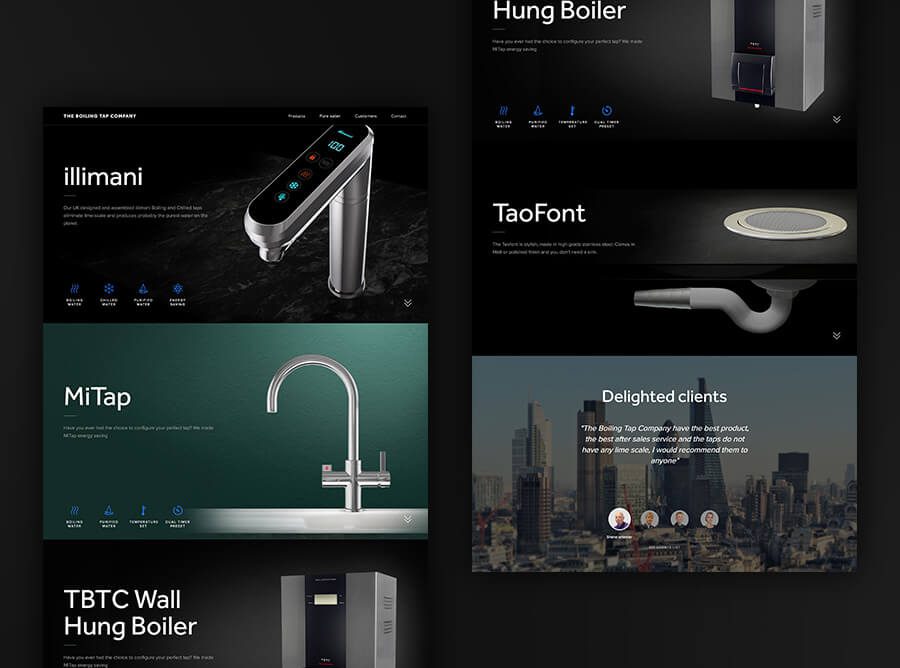 THE BOILING TAP COMPANY
Products Pure water Customers Contact
100
illimani
Our UK designed and assembled illimani Boiling and Chilled taps
eliminate lime-scale and produces probably the purest water on the
planet.
BOILING WATER
CHILLED WATER
PURIFIED WATER
ENERGY SAVING
MiTap
Have you ever had the choice to configure your perfect tap? We made
MiTap energy saving
BOILING WATER
PURIFIED WATER
TEMPERATURE SET
DUAL TIMER PRESET
TBTC Wall
Hung Boiler
Have you ever had the choice to configure your perfect tap? We made
MiTap energy saving
TBTC
Hung Boiler
Have you ever had the choice to configure your perfect tap? We made
MiTap energy saving
TBTC
BOILING WATER
PURIFIED WATER
TEMPERATURE SET
DUAL TIMER PRESET
TaoFont
The Taofont is stylish, made in high grade stainless steel. Comes in
Matt or polished finish and you don't need a sink.
Delighted clients
"The Boiling Tap Company have the best product,
the best after sales service and the taps do not
have any lime scale, I would recommend them to
anyone"